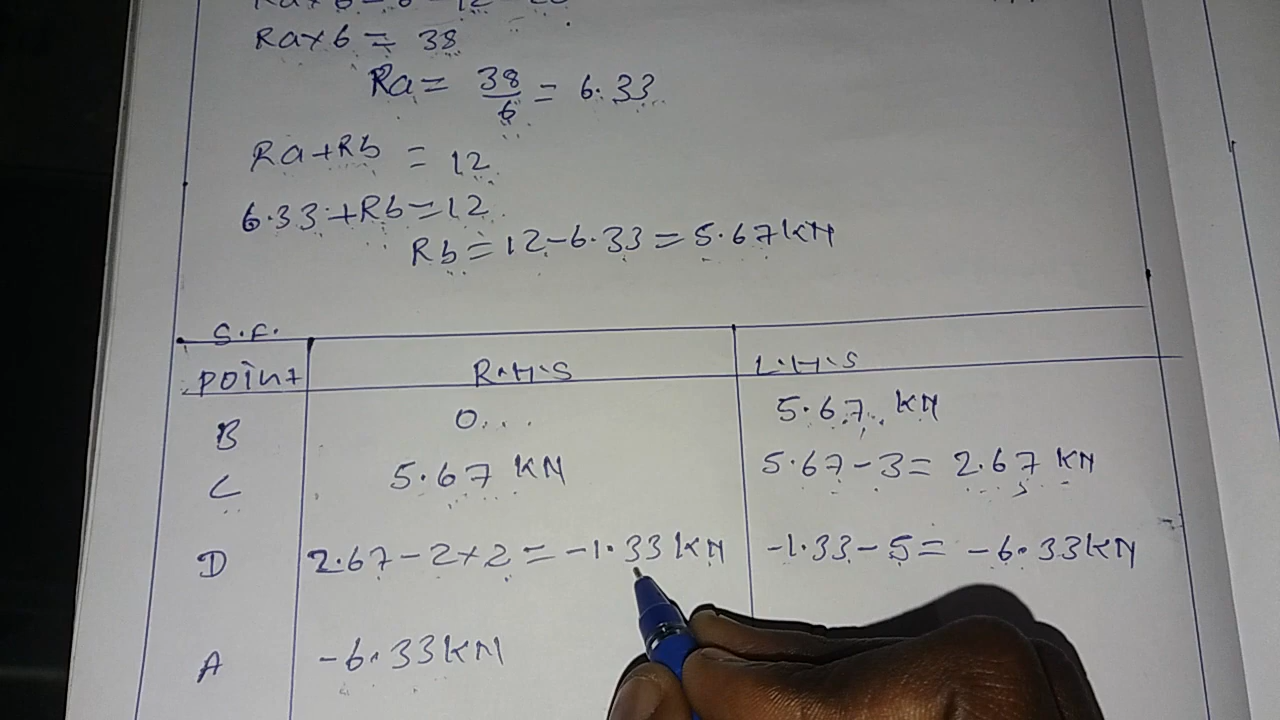 Ra×6 = 38
Ra = 38/6 = 6.33
Ra+Rb = 12
6.33+Rb=12
Rb=12-6.33=5.67kN
S.F.
Point R.H.S L.H.S
B 0 5.67 KN
C 5.67 KN 5.67-3=2.67 KN
D 2.67-2×2=-1.33KN -1.33-5=-6.33KN
A -6.33KN